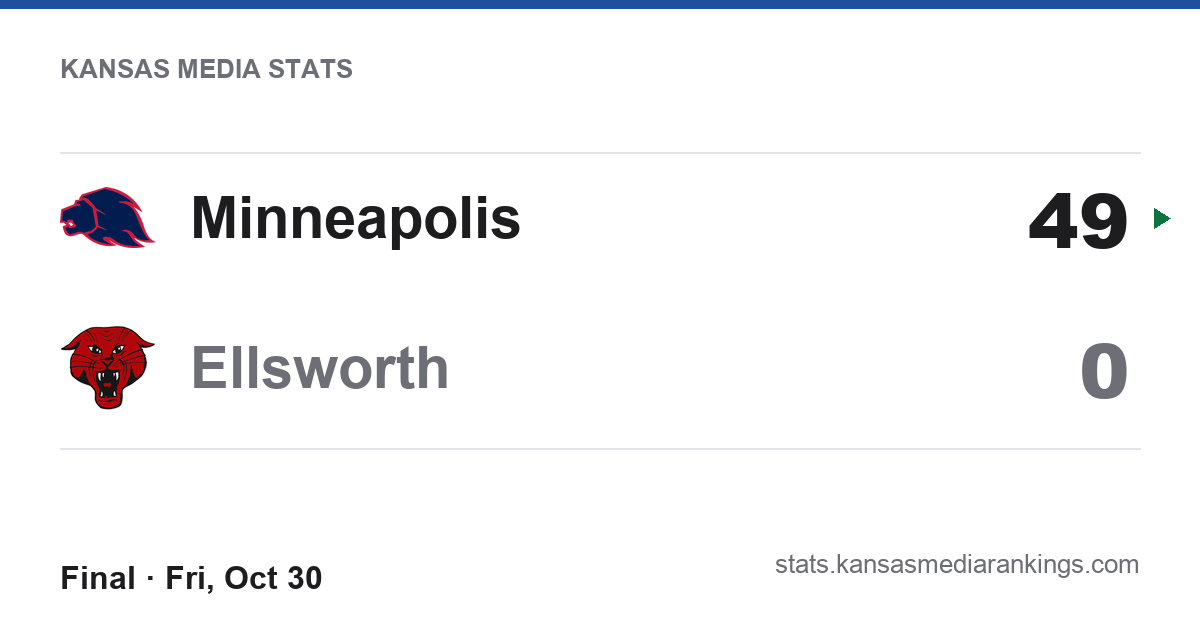 KANSAS MEDIA STATS
Minneapolis 49
Ellsworth 0
Final · Fri, Oct 30
stats.kansasmediarankings.com